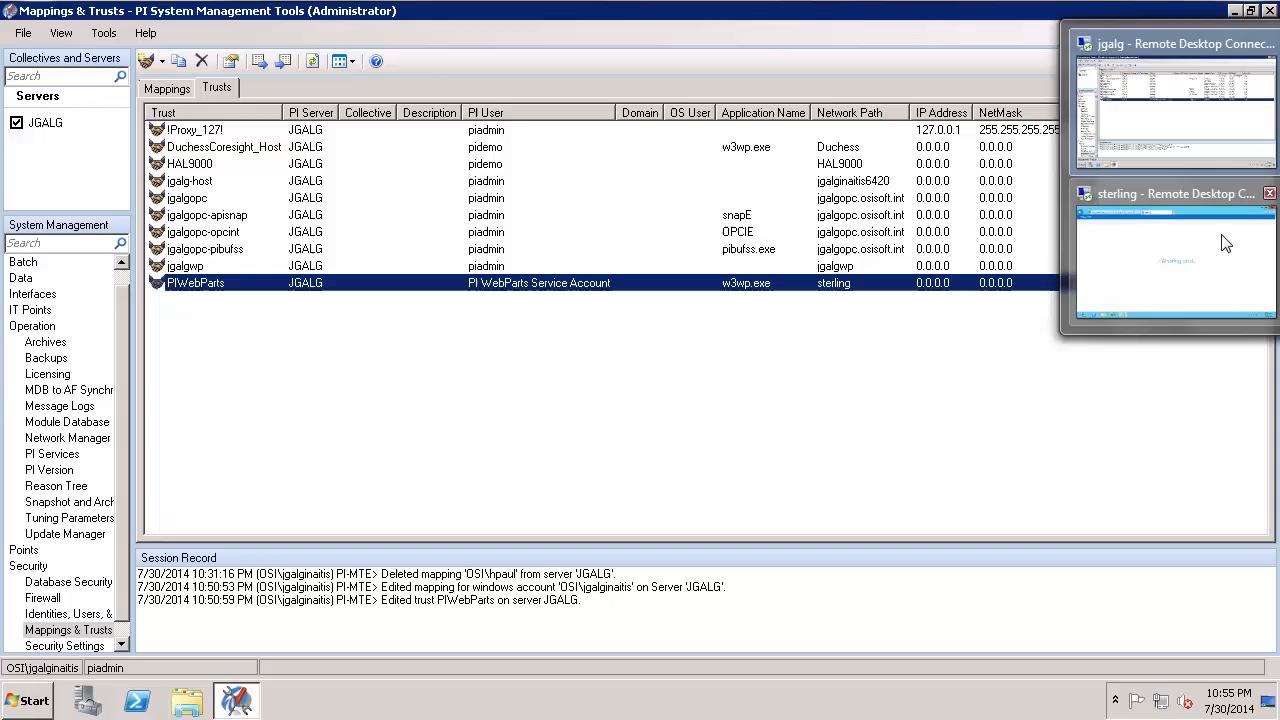 Mappings & Trusts - PI System Management Tools (Administrator)
File View Tools Help
Collectives and Servers
Search
Servers
JGALG
System Management
Search
Batch
Data
Interfaces
IT Points
Operation
Archives
Backups
Licensing
MDB to AF Synchr
Message Logs
Module Database
Network Manager
PI Services
PI Version
Reason Tree
Snapshot and Arch
Tuning Parameters
Update Manager
Points
Security
Database Security
Firewall
Identities, Users, &
Mappings & Trusts
Security Settings
Mappings Trusts
Trust PI Server Collective Description PI User Domain OS User Application Name Network Path IP Address NetMask
!Proxy_127! JGALG piadmin 127.0.0.1 255.255.255.255
DuchessCoresight_Host JGALG pidemo w3wp.exe Duchess 0.0.0.0 0.0.0.0
HAL9000 JGALG piadmin HAL9000 0.0.0.0 0.0.0.0
jgalg-host JGALG piadmin jgalginaitis6420 0.0.0.0 0.0.0.0
jgalgopc JGALG piadmin jgalgopc.osisoft.int 0.0.0.0 0.0.0.0
jgalgopc-apisnap JGALG piadmin snapE jgalgopc.osisoft.int 0.0.0.0 0.0.0.0
jgalgopc-opcint JGALG piadmin OPCIE jgalgopc.osisoft.int 0.0.0.0 0.0.0.0
jgalgopc-pibufss JGALG piadmin pibufss.exe jgalgopc.osisoft.int 0.0.0.0 0.0.0.0
jgalgwp JGALG piadmin jgalgwp 0.0.0.0 0.0.0.0
PIWebParts JGALG PI WebParts Service Account w3wp.exe sterling 0.0.0.0 0.0.0.0
jgalg - Remote Desktop Connec...
sterling - Remote Desktop C...
Session Record
7/30/2014 10:31:16 PM (OSI\jgalginaitis) PI-MTE> Deleted mapping 'OSI\hpaul' from server 'JGALG'.
7/30/2014 10:50:53 PM (OSI\jgalginaitis) PI-MTE> Edited mapping for windows account 'OSI\jgalginaitis' on Server 'JGALG'.
7/30/2014 10:50:59 PM (OSI\jgalginaitis) PI-MTE> Edited trust PIWebParts on server JGALG.
OSI\jgalginaitis piadmin
Start
10:55 PM
7/30/2014